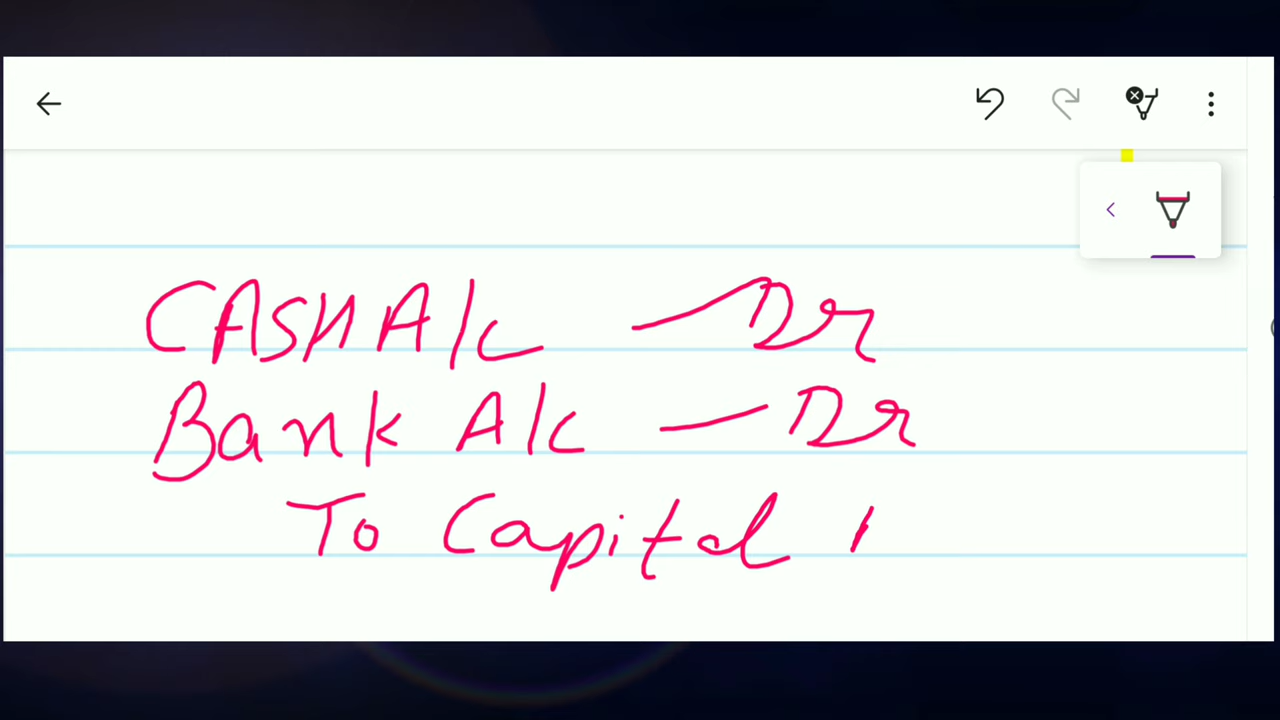 CASH A/c — Dr
Bank A/c — Dr
To Capital